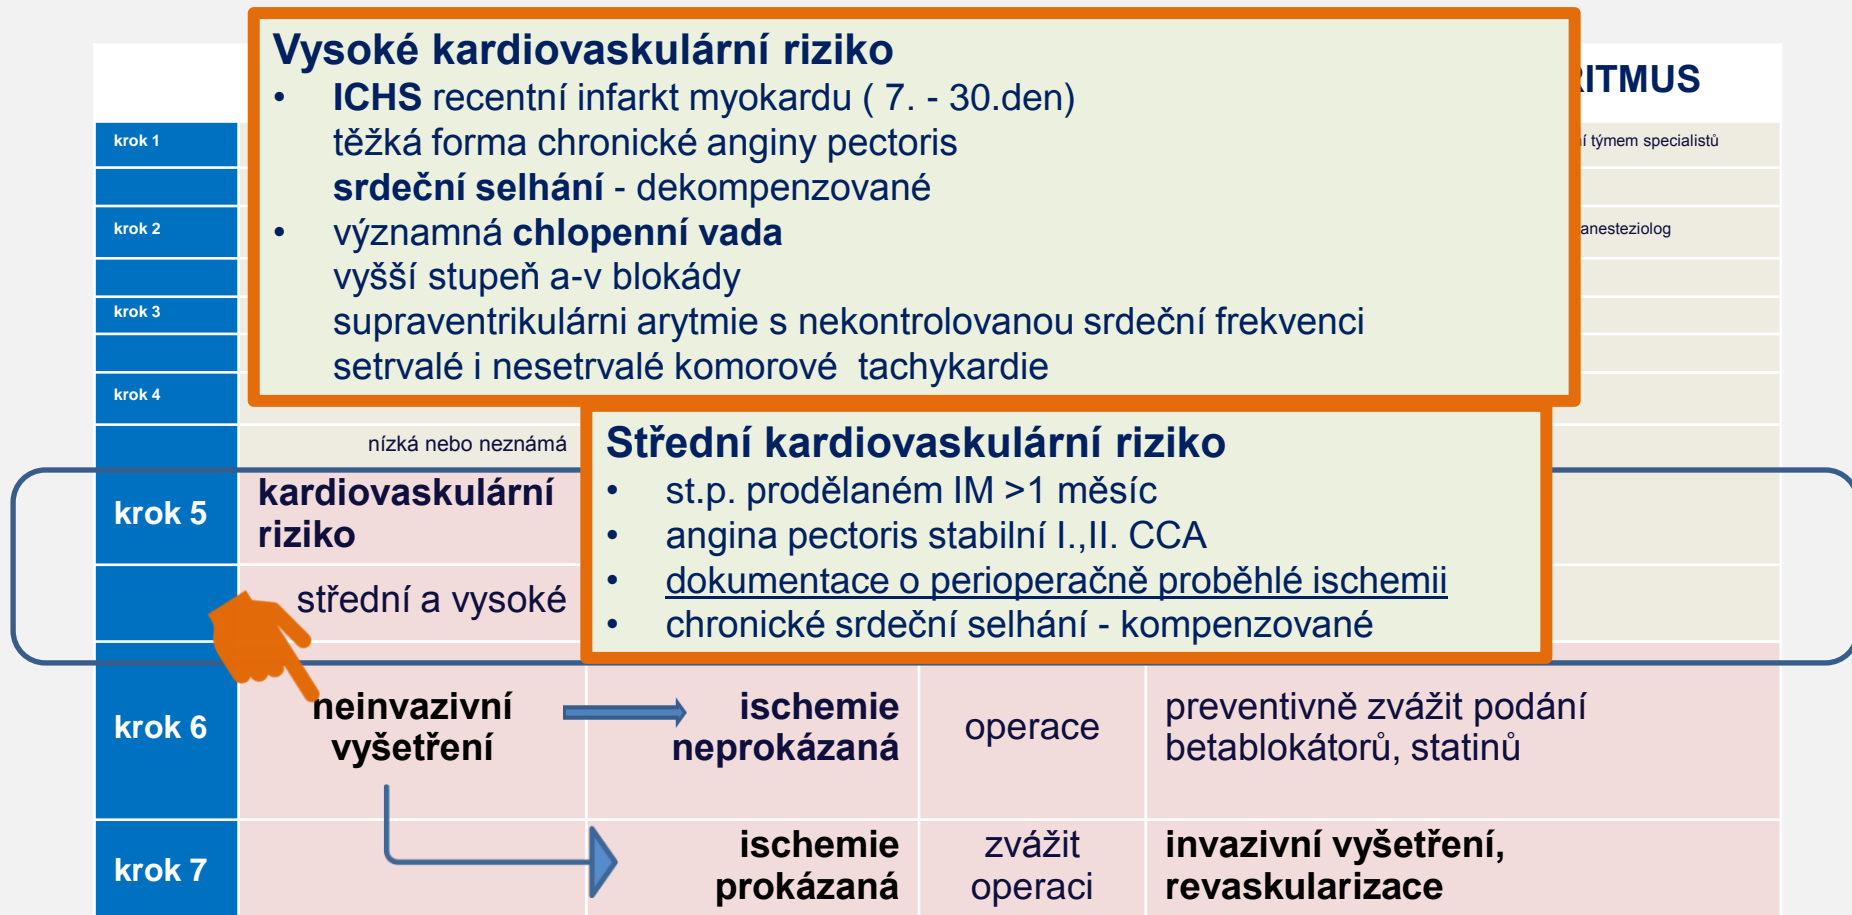 Vysoké kardiovaskulární riziko
• ICHS recentní infarkt myokardu ( 7. - 30.den)
těžká forma chronické anginy pectoris
srdeční selhání - dekompenzované
• významná chlopenní vada
vyšší stupeň a-v blokády
supraventrikulárni arytmie s nekontrolovanou srdeční frekvenci
setrvalé i nesetrvalé komorové tachykardie
ITMUS
krok 1
í týmem specialistů
krok 2
anesteziolog
krok 3
krok 4
nízká nebo neznámá
Střední kardiovaskulární riziko
• st.p. prodělaném IM >1 měsíc
• angina pectoris stabilní I.,II. CCA
• dokumentace o perioperačně proběhlé ischemii
• chronické srdeční selhání - kompenzované
krok 5
kardiovaskulární
riziko
střední a vysoké
krok 6
neinvazivní
vyšetření
ischemie
neprokázaná
operace
preventivně zvážit podání
betablokátorů, statinů
krok 7
ischemie
prokázaná
zvážit
operaci
invazivní vyšetření,
revaskularizace